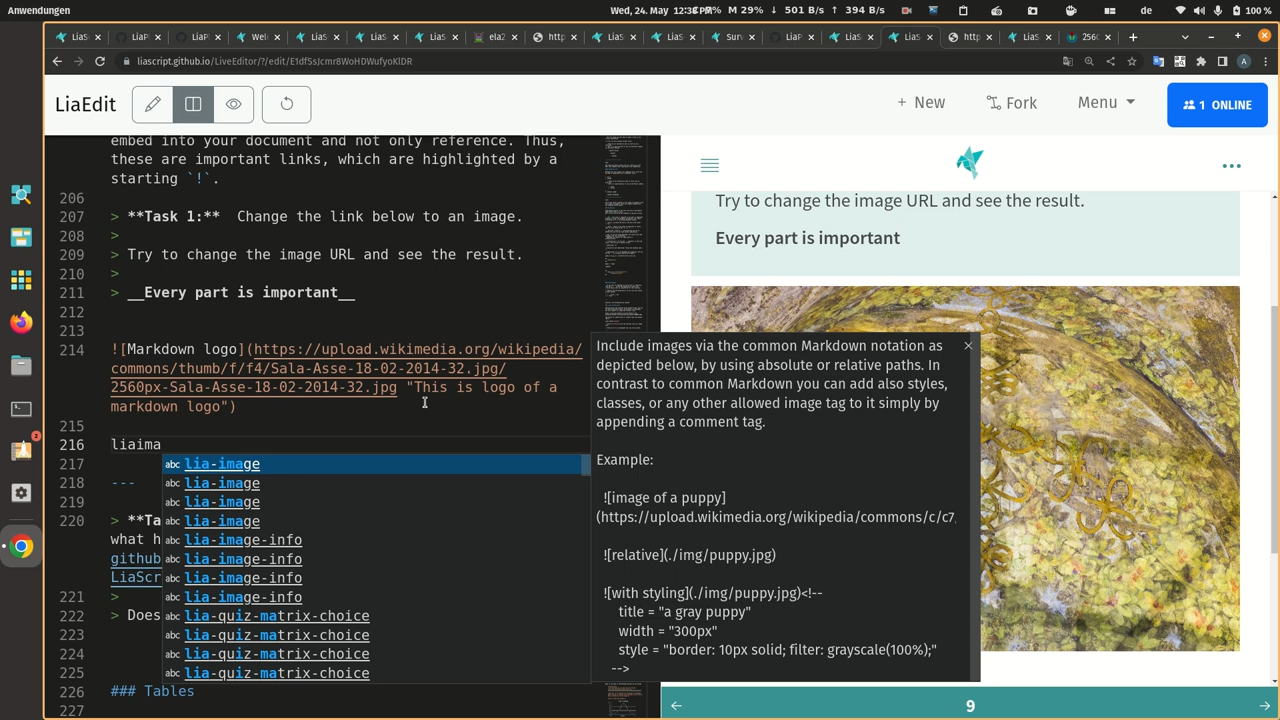 Anwendungen
Wed, 24. May
M 29% ↓ 501 B/s ↑ 394 B/s
de
100 %
liascript.github.io/LiveEditor/?/edit/E1dfSsJcmr8WoHDWufyoKlDR
LiaEdit
+ New
Fork
Menu
1 ONLINE
embed into your document and not only reference. Thus,
these are important links, which are highlighted by a
starting `!`.
206
207 > **Task 1:** Change the link below to an image.
208 >
209 > Try to change the image URL and see the result.
210 >
211 > __Every part is important__
212
213
214 ![Markdown logo](https://upload.wikimedia.org/wikipedia/
commons/thumb/f/f4/Sala-Asse-18-02-2014-32.jpg/
2560px-Sala-Asse-18-02-2014-32.jpg "This is logo of a
markdown logo")
215
216 liaima
217
218 ---
219
220 > **Ta
what h
github
LiaScr
221 >
222 > Does
223
224
225
226 ### Tables
227
abc lia-image
abc lia-image
abc lia-image
abc lia-image
abc lia-image-info
abc lia-image-info
abc lia-image-info
abc lia-image-info
abc lia-quiz-matrix-choice
abc lia-quiz-matrix-choice
abc lia-quiz-matrix-choice
abc lia-quiz-matrix-choice
Include images via the common Markdown notation as
depicted below, by using absolute or relative paths. In
contrast to common Markdown you can add also styles,
classes, or any other allowed image tag to it simply by
appending a comment tag.
Example:
![image of a puppy]
(https://upload.wikimedia.org/wikipedia/commons/c/c7
![relative](./img/puppy.jpg)
![with styling](./img/puppy.jpg)<!--
title = "a gray puppy"
width = "300px"
style = "border: 10px solid; filter: grayscale(100%);"
-->
Try to change the image URL and see the result.
Every part is important
9